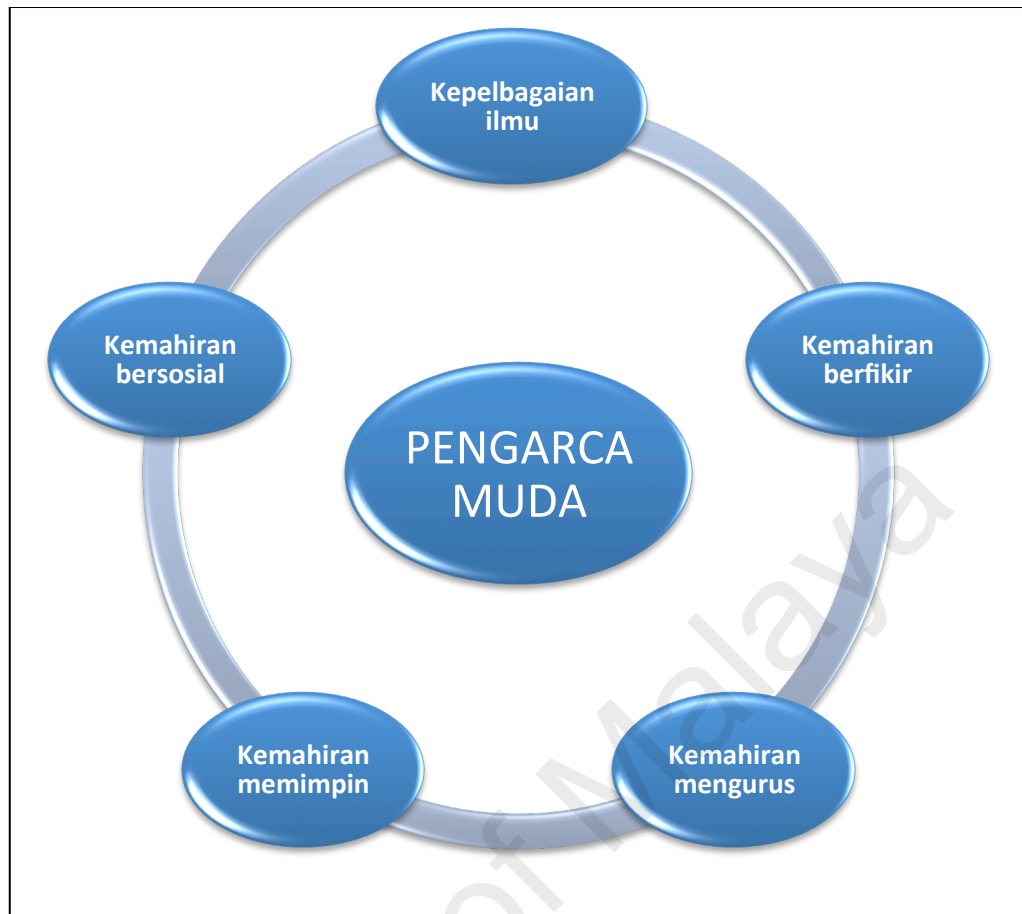 Kepelbagaian
ilmu
Kemahiran
bersosial
Kemahiran
berfikir
PENGARCA
MUDA
Kemahiran
memimpin
Kemahiran
mengurus
of Malaya